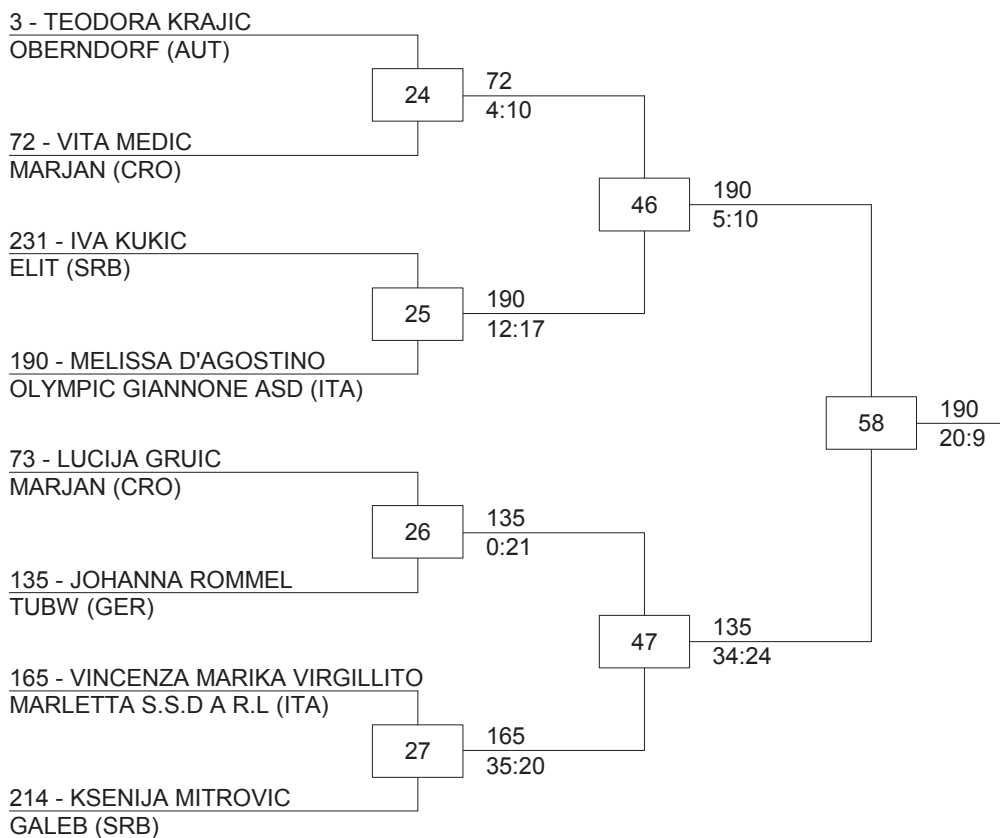 3 - TEODORA KRAJIC
OBERNDORF (AUT)
24
72
4:10
72 - VITA MEDIC
MARJAN (CRO)
46
190
5:10
231 - IVA KUKIC
ELIT (SRB)
25
190
12:17
190 - MELISSA D'AGOSTINO
OLYMPIC GIANNONE ASD (ITA)
58
190
20:9
73 - LUCIJA GRUIC
MARJAN (CRO)
26
135
0:21
135 - JOHANNA ROMMEL
TUBW (GER)
47
135
34:24
165 - VINCENZA MARIKA VIRGILLITO
MARLETTA S.S.D A R.L (ITA)
27
165
35:20
214 - KSENIJA MITROVIC
GALEB (SRB)